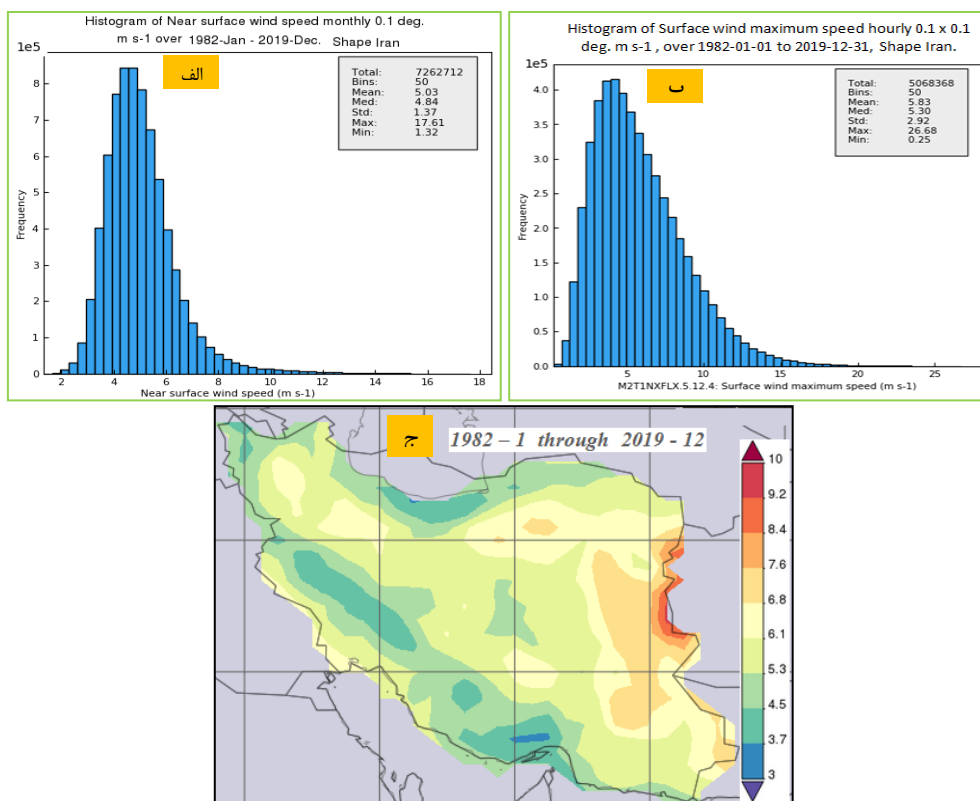 Histogram of Near surface wind speed monthly 0.1 deg.
m s-1 over 1982-Jan - 2019-Dec. Shape Iran
1e5
الف
Total: 7262712
Bins: 50
Mean: 5.03
Med: 4.84
Std: 1.37
Max: 17.61
Min: 1.32
8
7
6
5
4
3
2
1
0
Frequency
2 4 6 8 10 12 14 16 18
Near surface wind speed (m s-1)
Histogram of Surface wind maximum speed hourly 0.1 x 0.1
deg. m s-1 , over 1982-01-01 to 2019-12-31, Shape Iran.
1e5
ب
Total: 5068368
Bins: 50
Mean: 5.83
Med: 5.30
Std: 2.92
Max: 26.68
Min: 0.25
4.0
3.5
3.0
2.5
2.0
1.5
1.0
0.5
0.0
Frequency
5 10 15 20 25
M2T1NXFLX.5.12.4: Surface wind maximum speed (m s-1)
ج
1982 – 1 through 2019 - 12
10
9.2
8.4
7.6
6.8
6.1
5.3
4.5
3.7
3